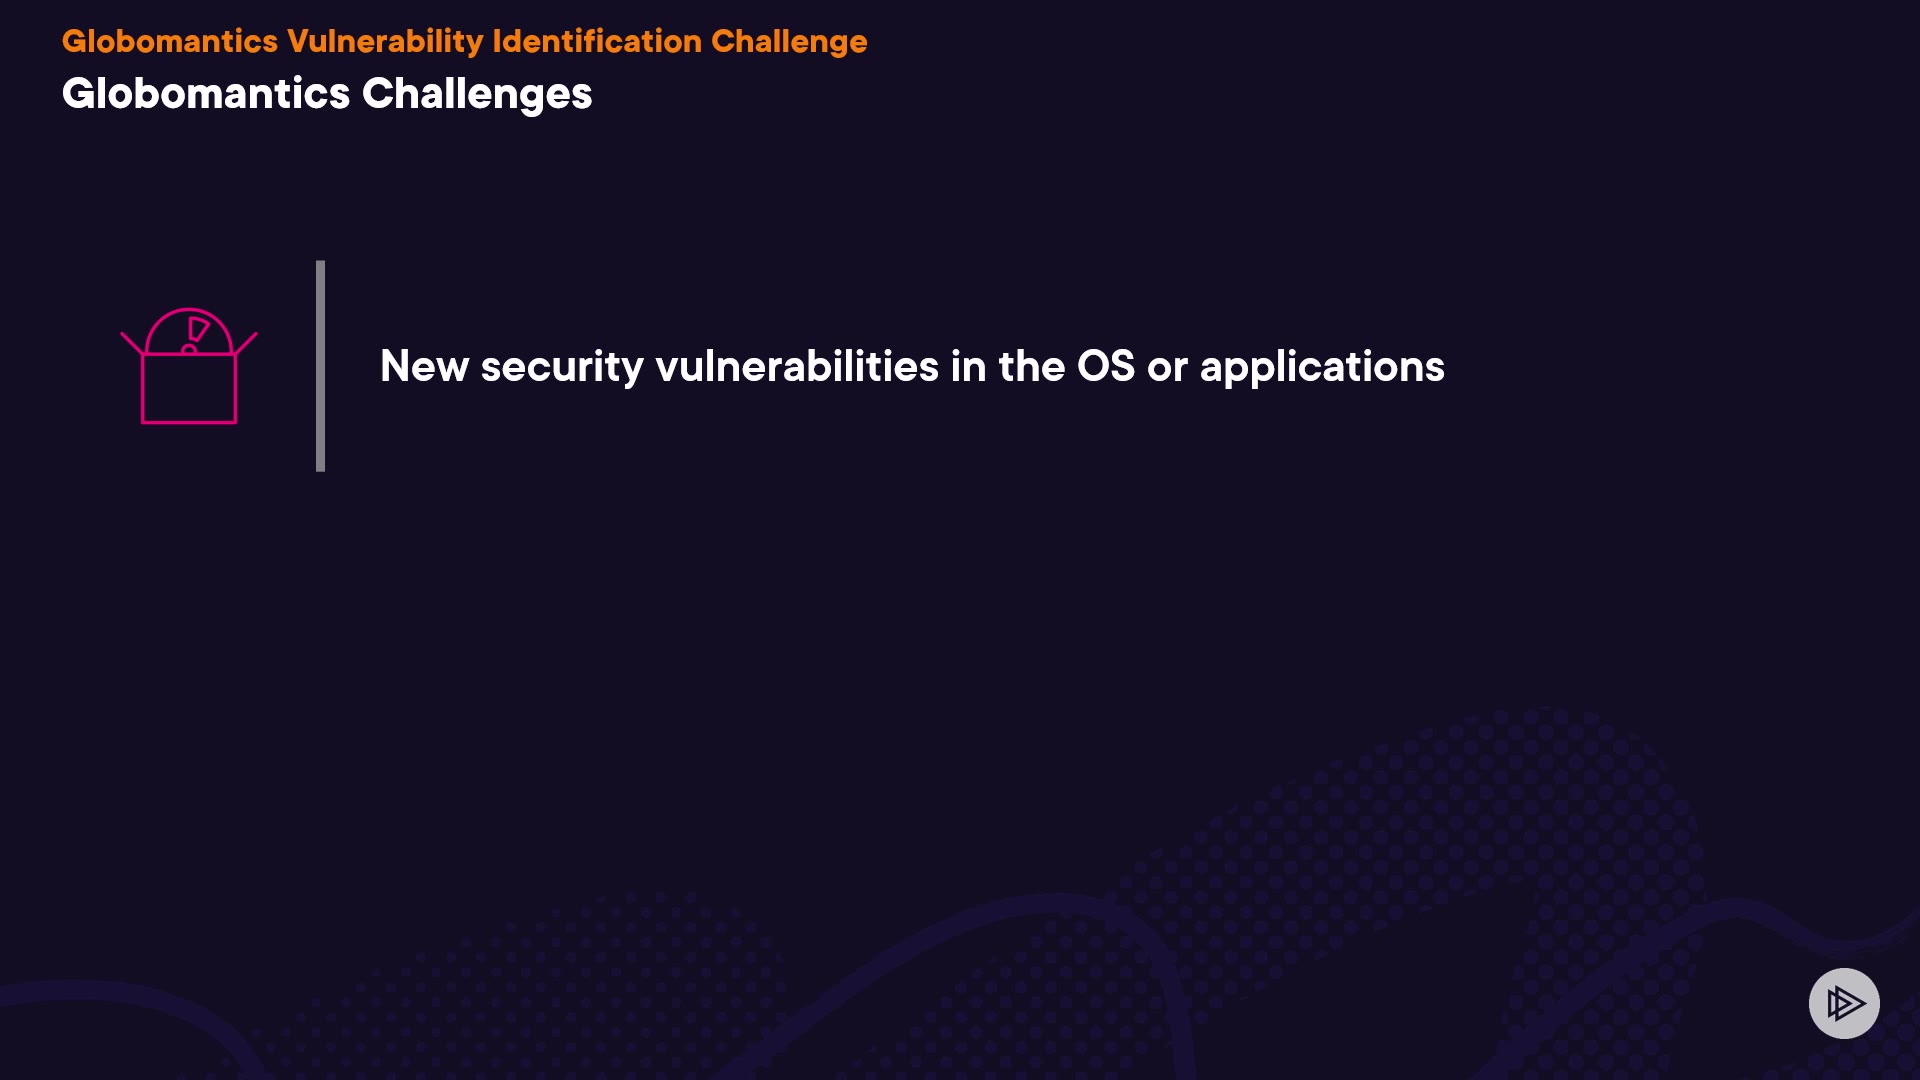 Globomantics Vulnerability Identification Challenge
Globomantics Challenges
New security vulnerabilities in the OS or applications